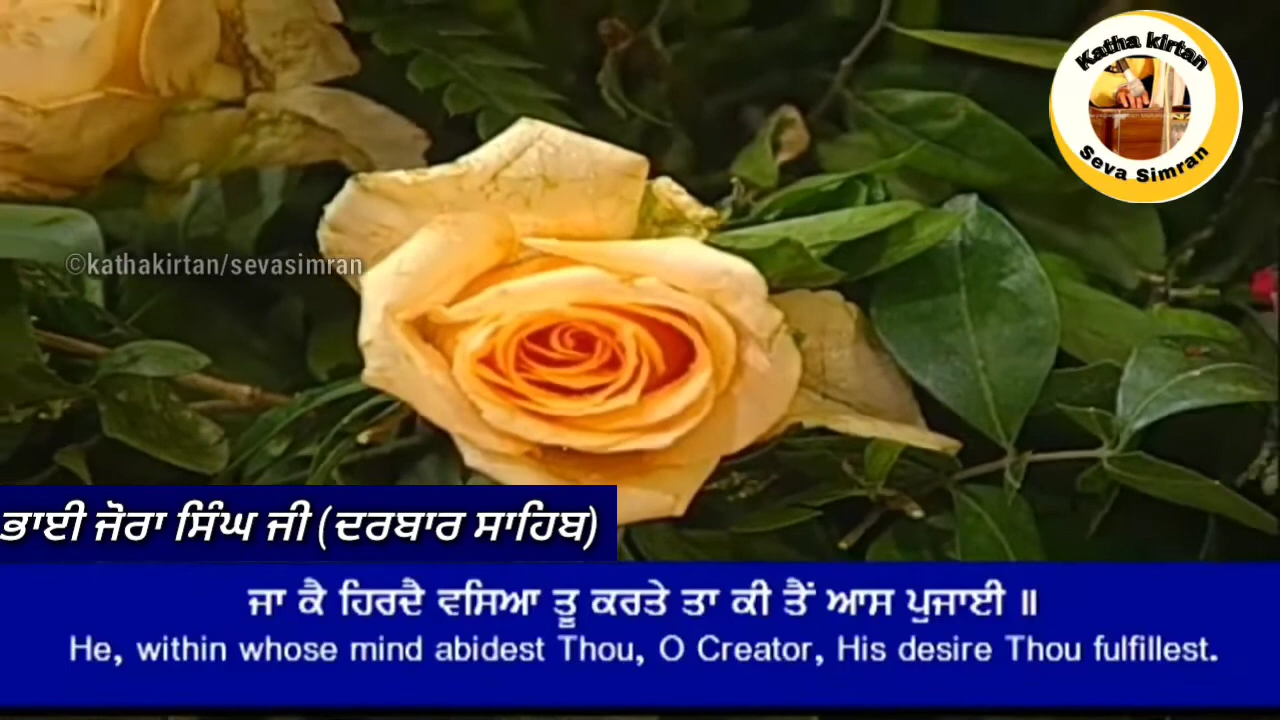 Katha kirtan
Seva Simran
©kathakirtan/sevasimran
ਭਾਈ ਜੋਰਾ ਸਿੰਘ ਜੀ (ਦਰਬਾਰ ਸਾਹਿਬ)
ਜਾ ਕੈ ਹਿਰਦੈ ਵਸਿਆ ਤੂ ਕਰਤੇ ਤਾ ਕੀ ਤੈਂ ਆਸ ਪੁਜਾਈ ॥
He, within whose mind abidest Thou, O Creator, His desire Thou fulfillest.